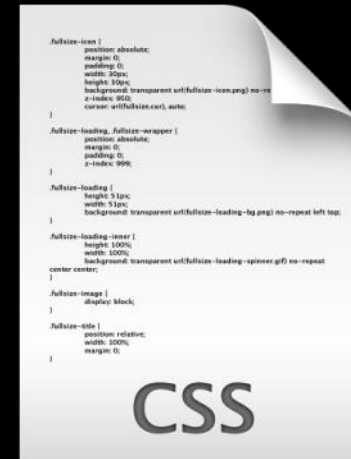 .fullsize-icon {
position: absolute;
margin: 0;
padding: 0;
width: 30px;
height: 30px;
background: transparent url(fullsize-icon.png) no-re
z-index: 950;
cursor: url(fullsize.cur), auto;
}
.fullsize-loading, .fullsize-wrapper {
position: absolute;
margin: 0;
padding: 0;
z-index: 999;
}
.fullsize-loading {
height: 51px;
width: 51px;
background: transparent url(fullsize-loading-bg.png) no-repeat left top;
}
.fullsize-loading-inner {
height: 100%;
width: 100%;
background: transparent url(fullsize-loading-spinner.gif) no-repeat
center center;
}
.fullsize-image {
display: block;
}
.fullsize-title {
position: relative;
width: 100%;
margin: 0;
}
CSS